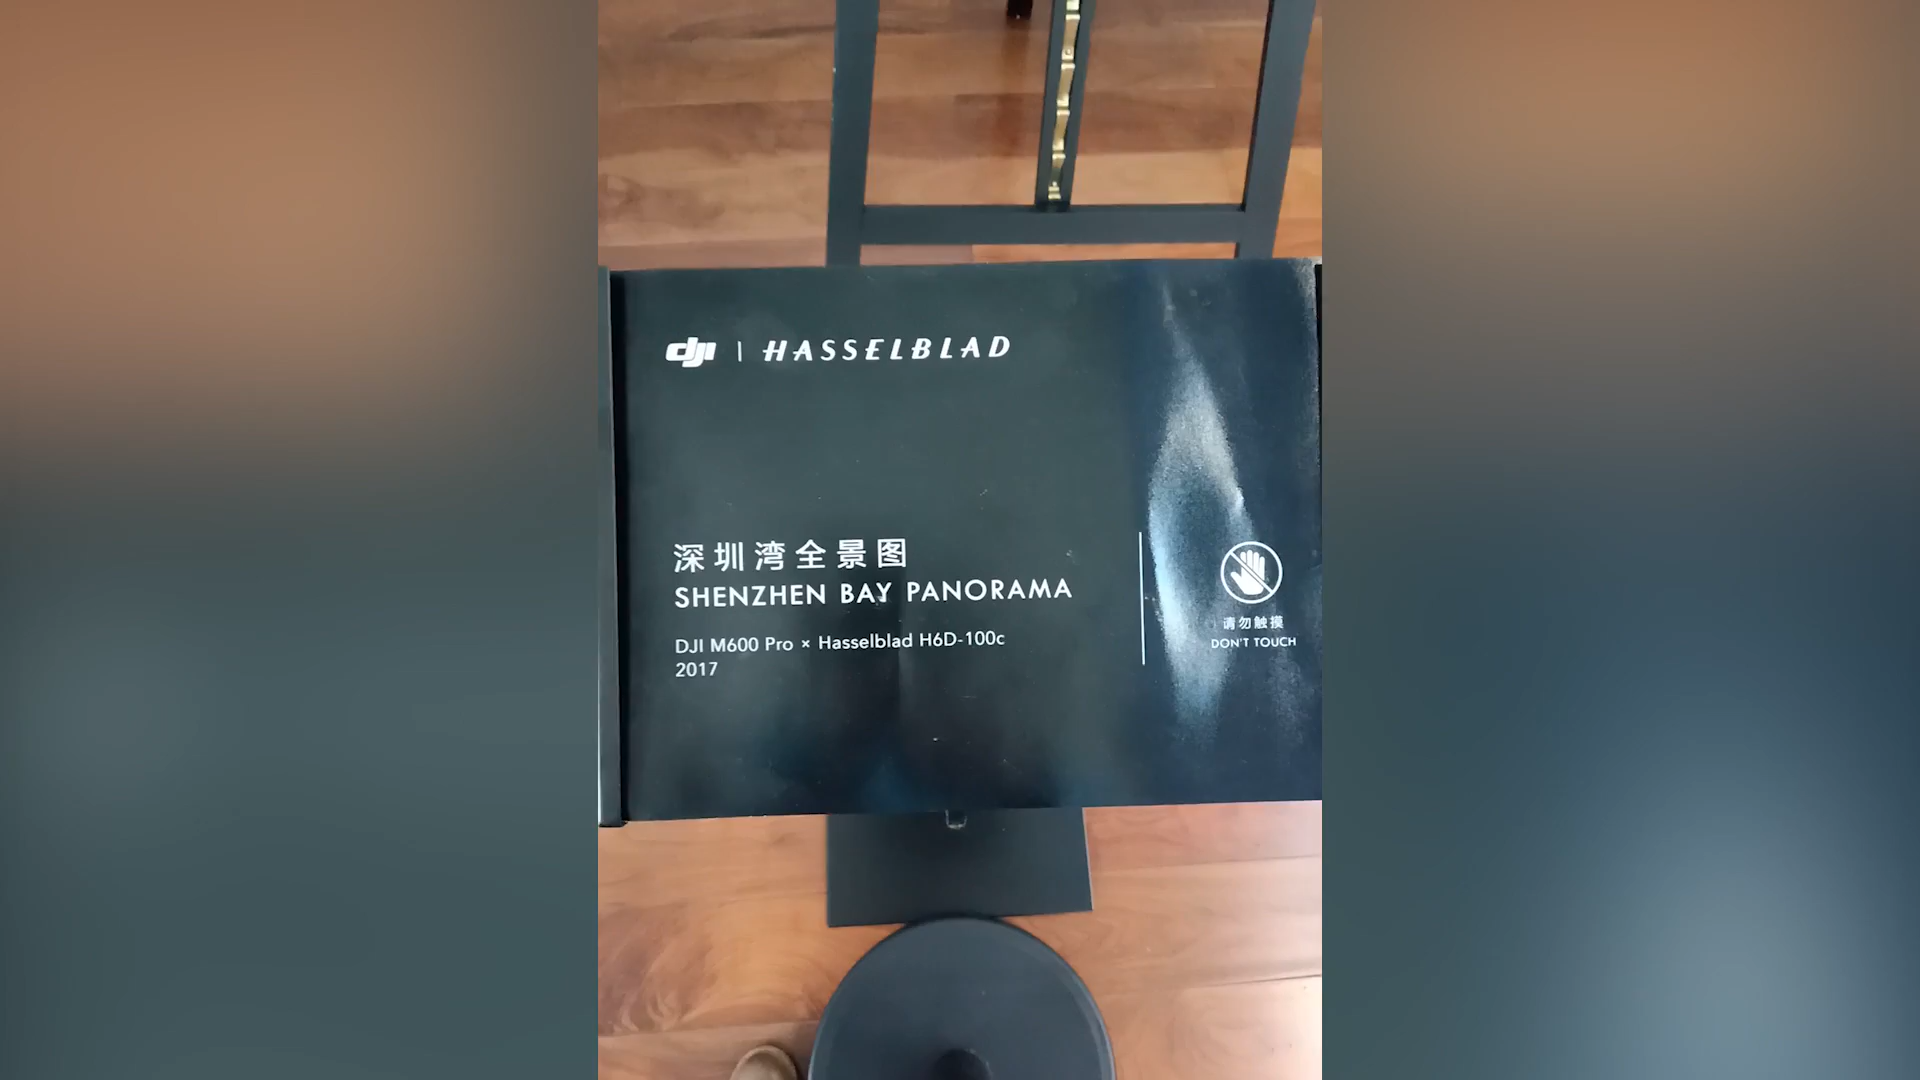 dji | HASSELBLAD
深圳湾全景图
SHENZHEN BAY PANORAMA
DJI M600 Pro × Hasselblad H6D-100c
2017
请勿触摸
DON'T TOUCH